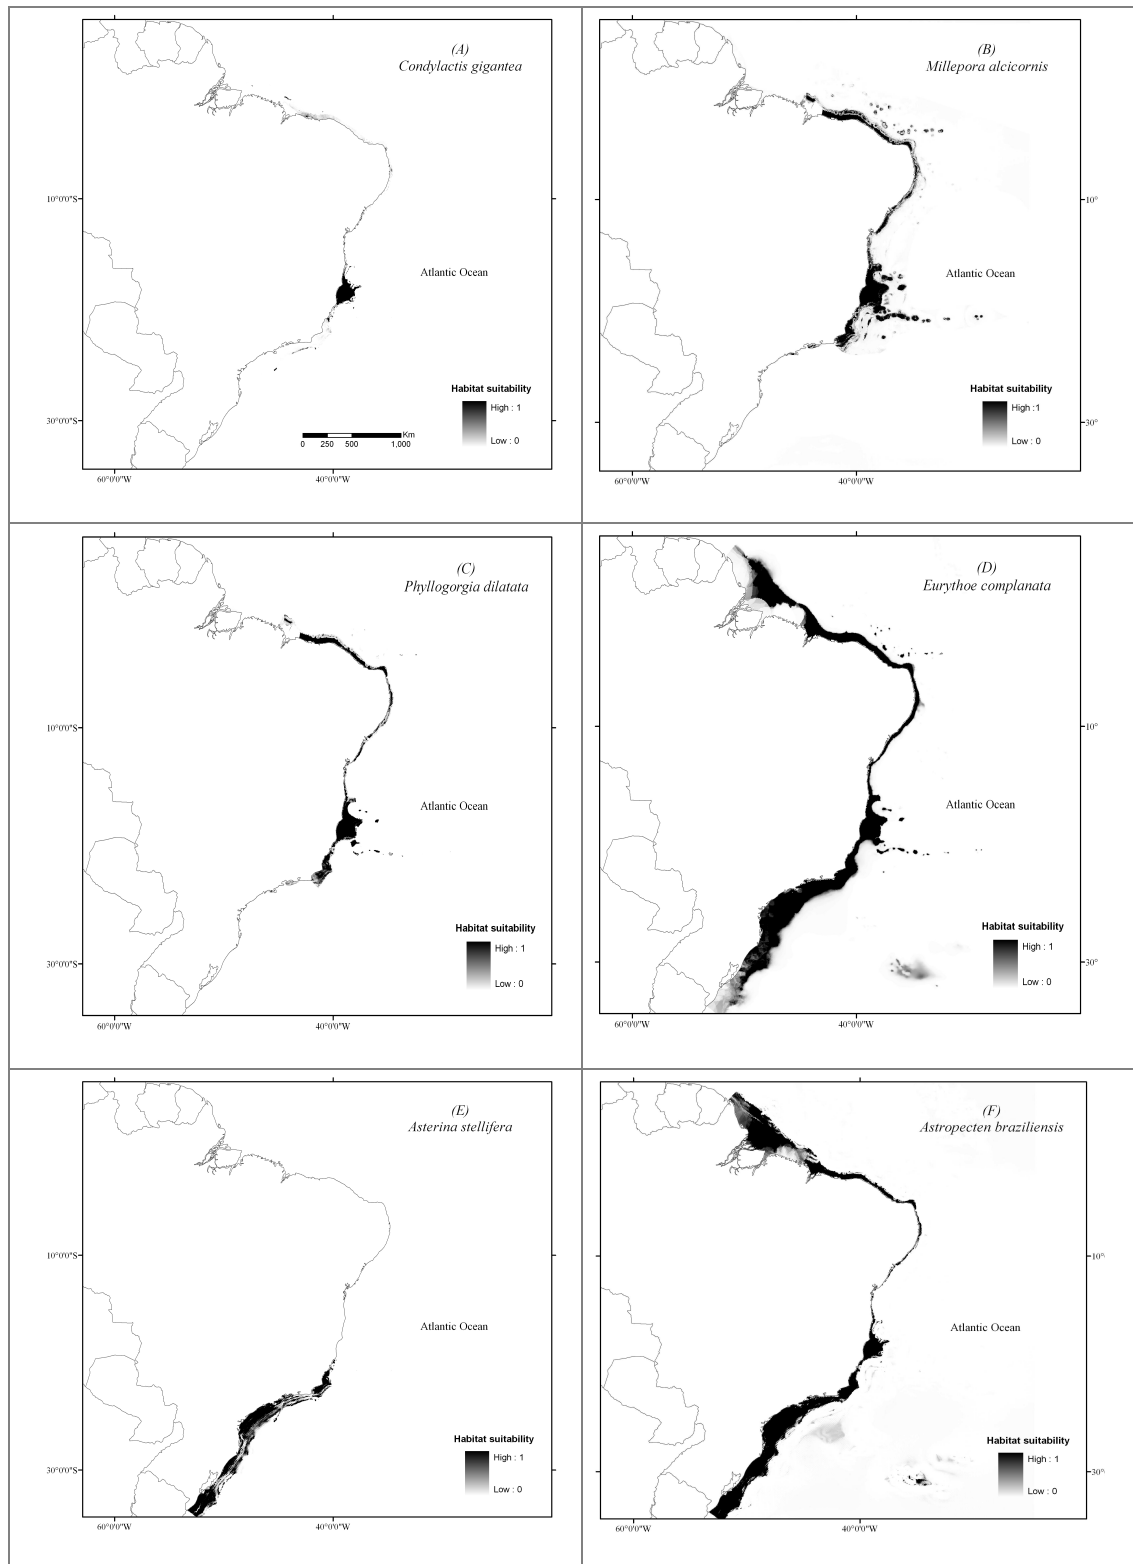 (A)
Condylactis gigantea
10°0'0"S
Atlantic Ocean
Habitat suitability
High : 1
Low : 0
30°0'0"S
Km
0 250 500 1,000
60°0'0"W 40°0'0"W
(B)
Millepora alcicornis
10°
Atlantic Ocean
Habitat suitability
High : 1
Low : 0
30°
60°0'0"W 40°0'0"W
(C)
Phyllogorgia dilatata
10°0'0"S
Atlantic Ocean
Habitat suitability
High : 1
Low : 0
30°0'0"S
60°0'0"W 40°0'0"W
(D)
Eurythoe complanata
10°
Atlantic Ocean
Habitat suitability
High : 1
Low : 0
30°
60°0'0"W 40°0'0"W
(E)
Asterina stellifera
10°0'0"S
Atlantic Ocean
Habitat suitability
High : 1
Low : 0
30°0'0"S
60°0'0"W 40°0'0"W
(F)
Astropecten braziliensis
10°
Atlantic Ocean
Habitat suitability
High : 1
Low : 0
30°
60°0'0"W 40°0'0"W